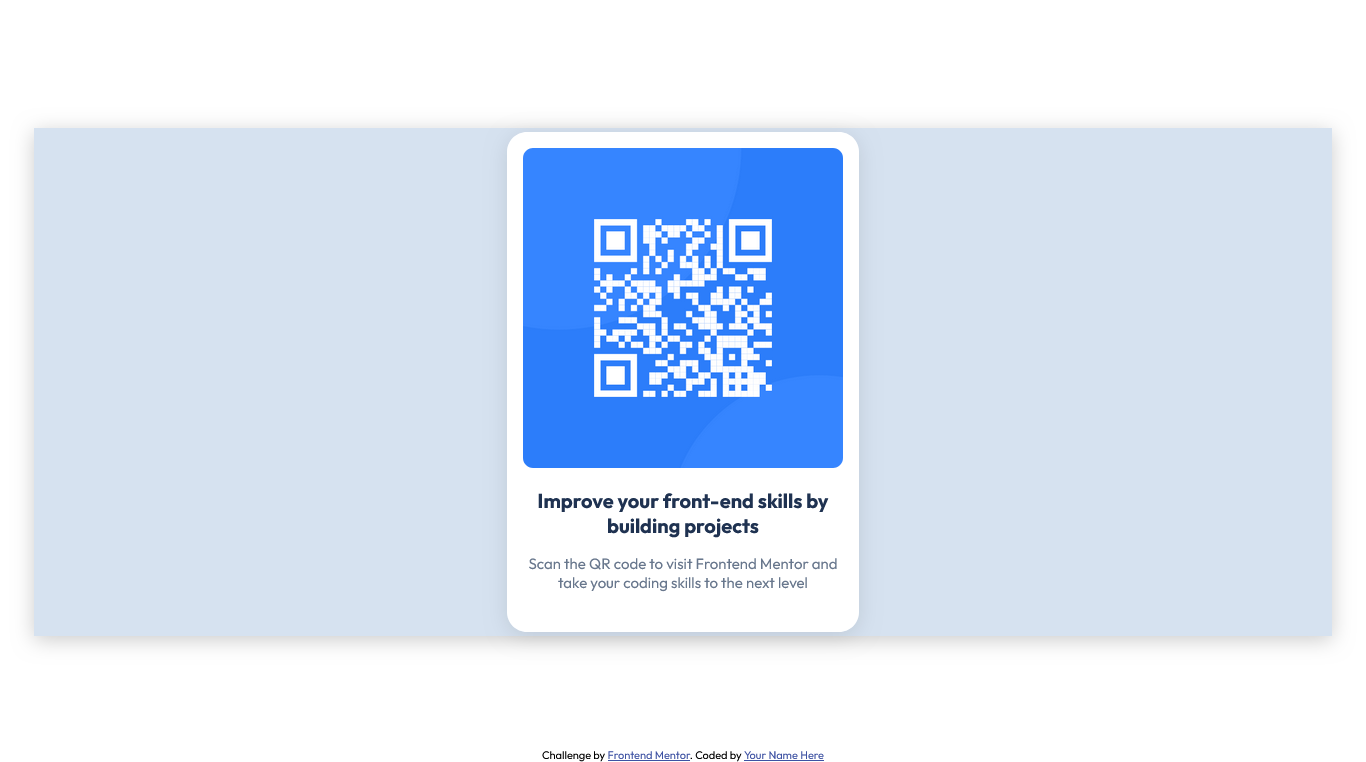 Improve your front-end skills by
building projects
Scan the QR code to visit Frontend Mentor and
take your coding skills to the next level
Challenge by Frontend Mentor. Coded by Your Name Here